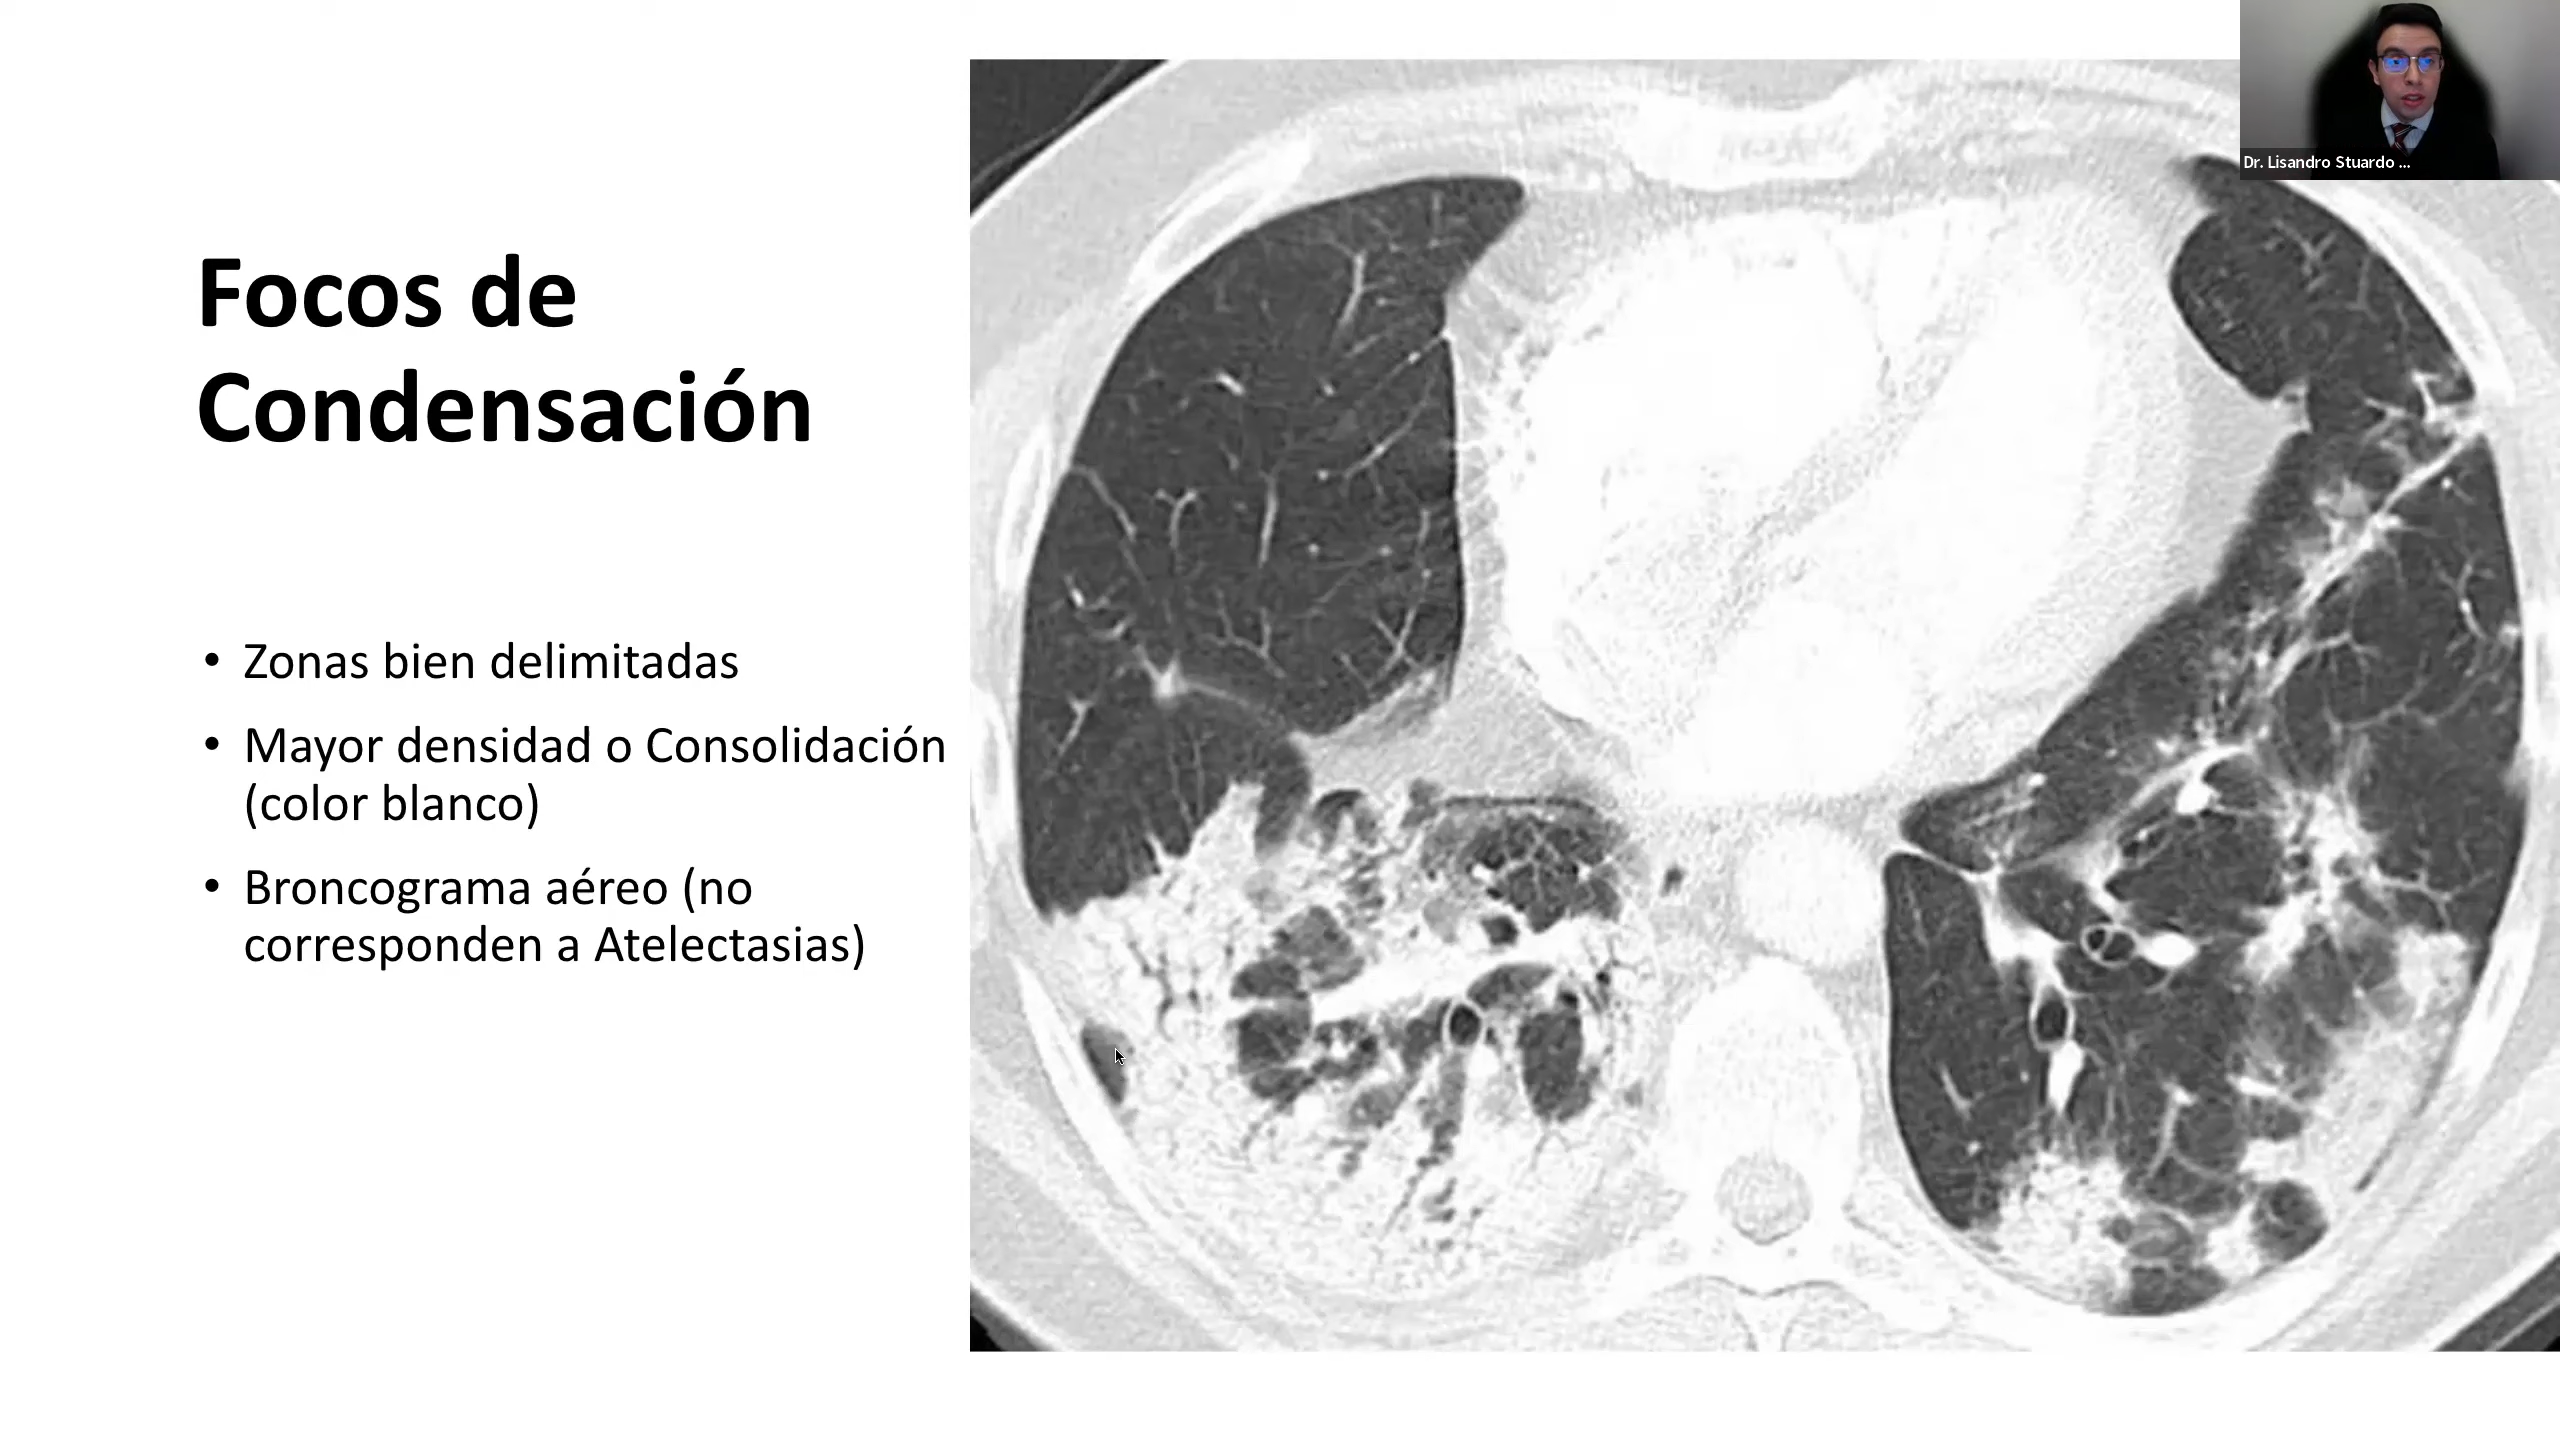 Dr. Lisandro Stuardo ...
Focos de
Condensación
• Zonas bien delimitadas
• Mayor densidad o Consolidación
(color blanco)
• Broncograma aéreo (no
corresponden a Atelectasias)